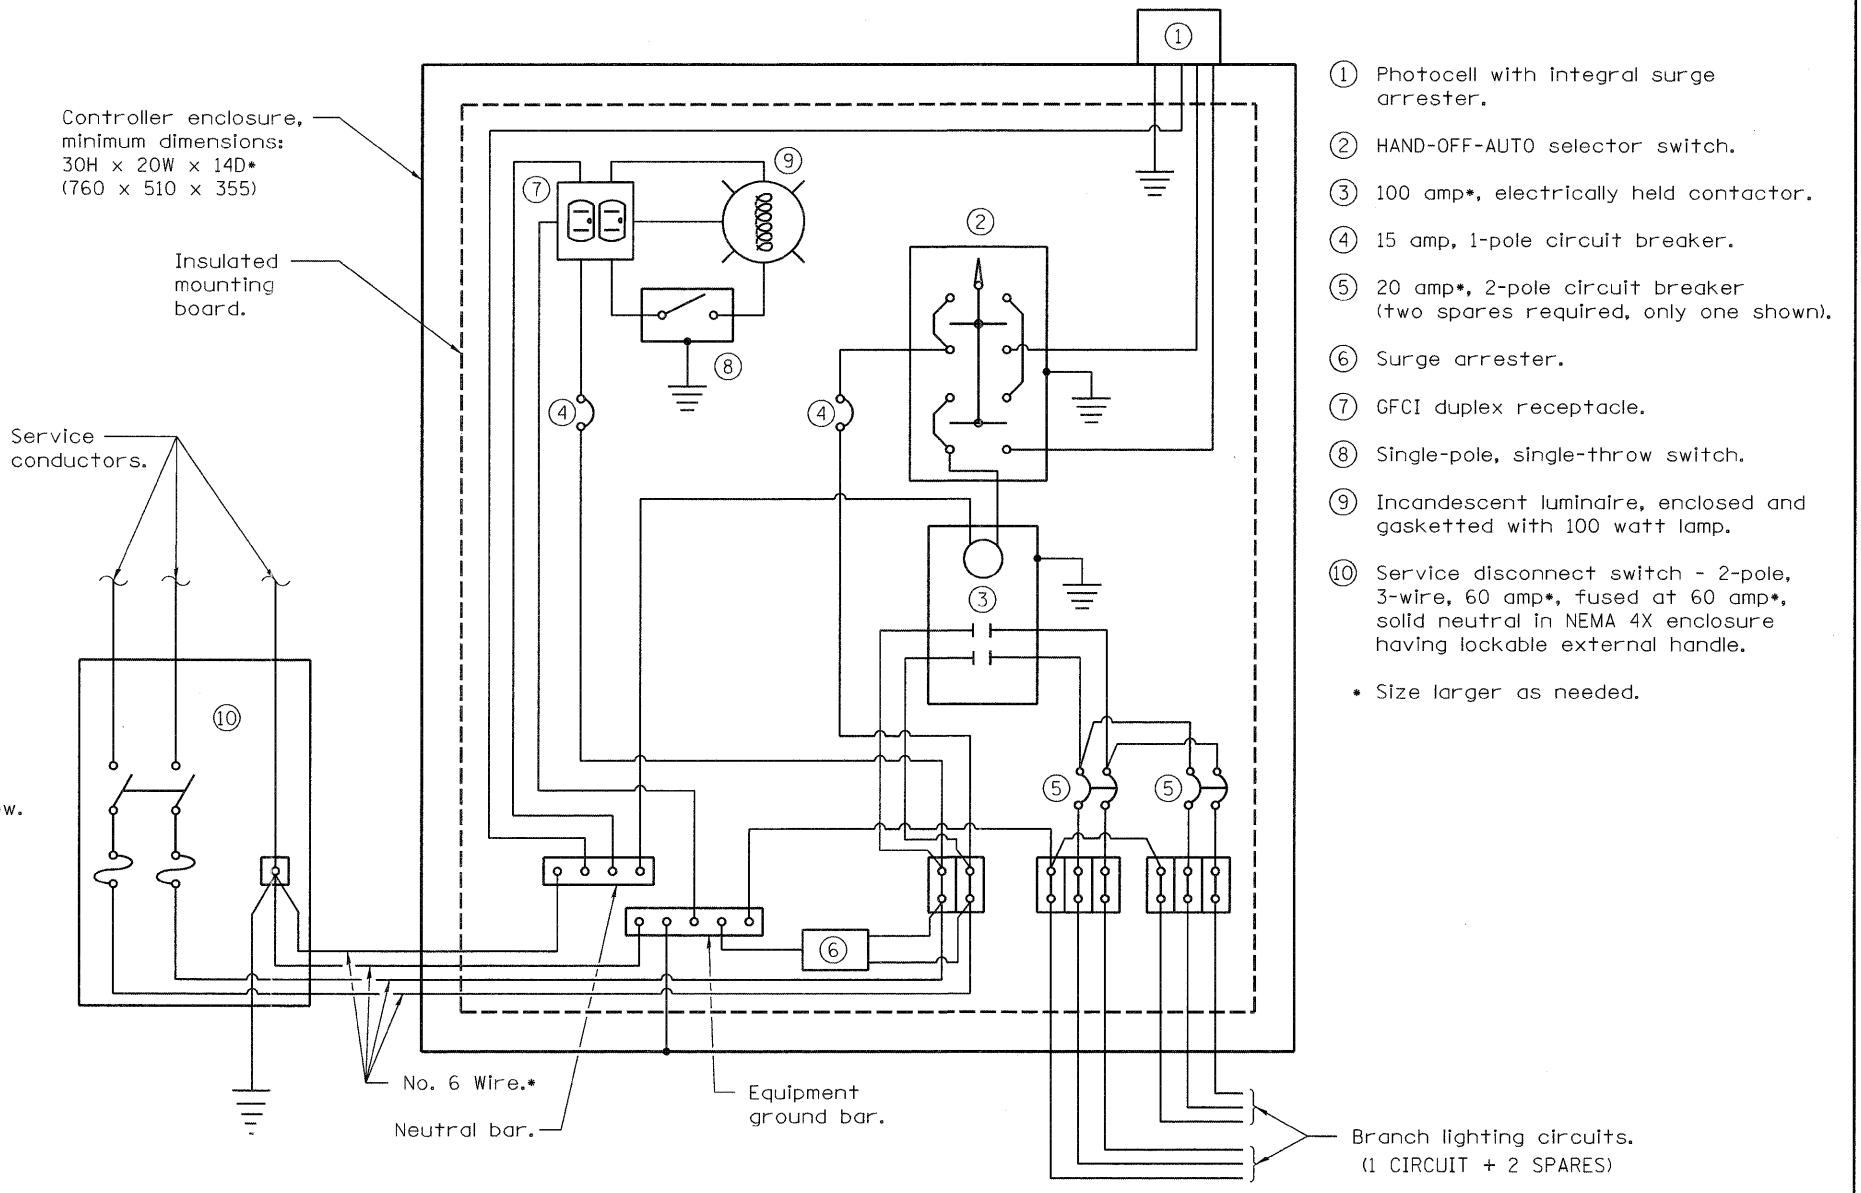 Controller enclosure,
minimum dimensions:
30H x 20W x 14D*
(760 x 510 x 355)
Insulated
mounting
board.
Service
conductors.
w.
10
1
7
9
8
2
4
4
3
5
5
6
No. 6 Wire.*
Neutral bar.
Equipment
ground bar.
Branch lighting circuits.
(1 CIRCUIT + 2 SPARES)
1 Photocell with integral surge
arrester.
2 HAND-OFF-AUTO selector switch.
3 100 amp*, electrically held contactor.
4 15 amp, 1-pole circuit breaker.
5 20 amp*, 2-pole circuit breaker
(two spares required, only one shown).
6 Surge arrester.
7 GFCI duplex receptacle.
8 Single-pole, single-throw switch.
9 Incandescent luminaire, enclosed and
gasketted with 100 watt lamp.
10 Service disconnect switch - 2-pole,
3-wire, 60 amp*, fused at 60 amp*,
solid neutral in NEMA 4X enclosure
having lockable external handle.
* Size larger as needed.